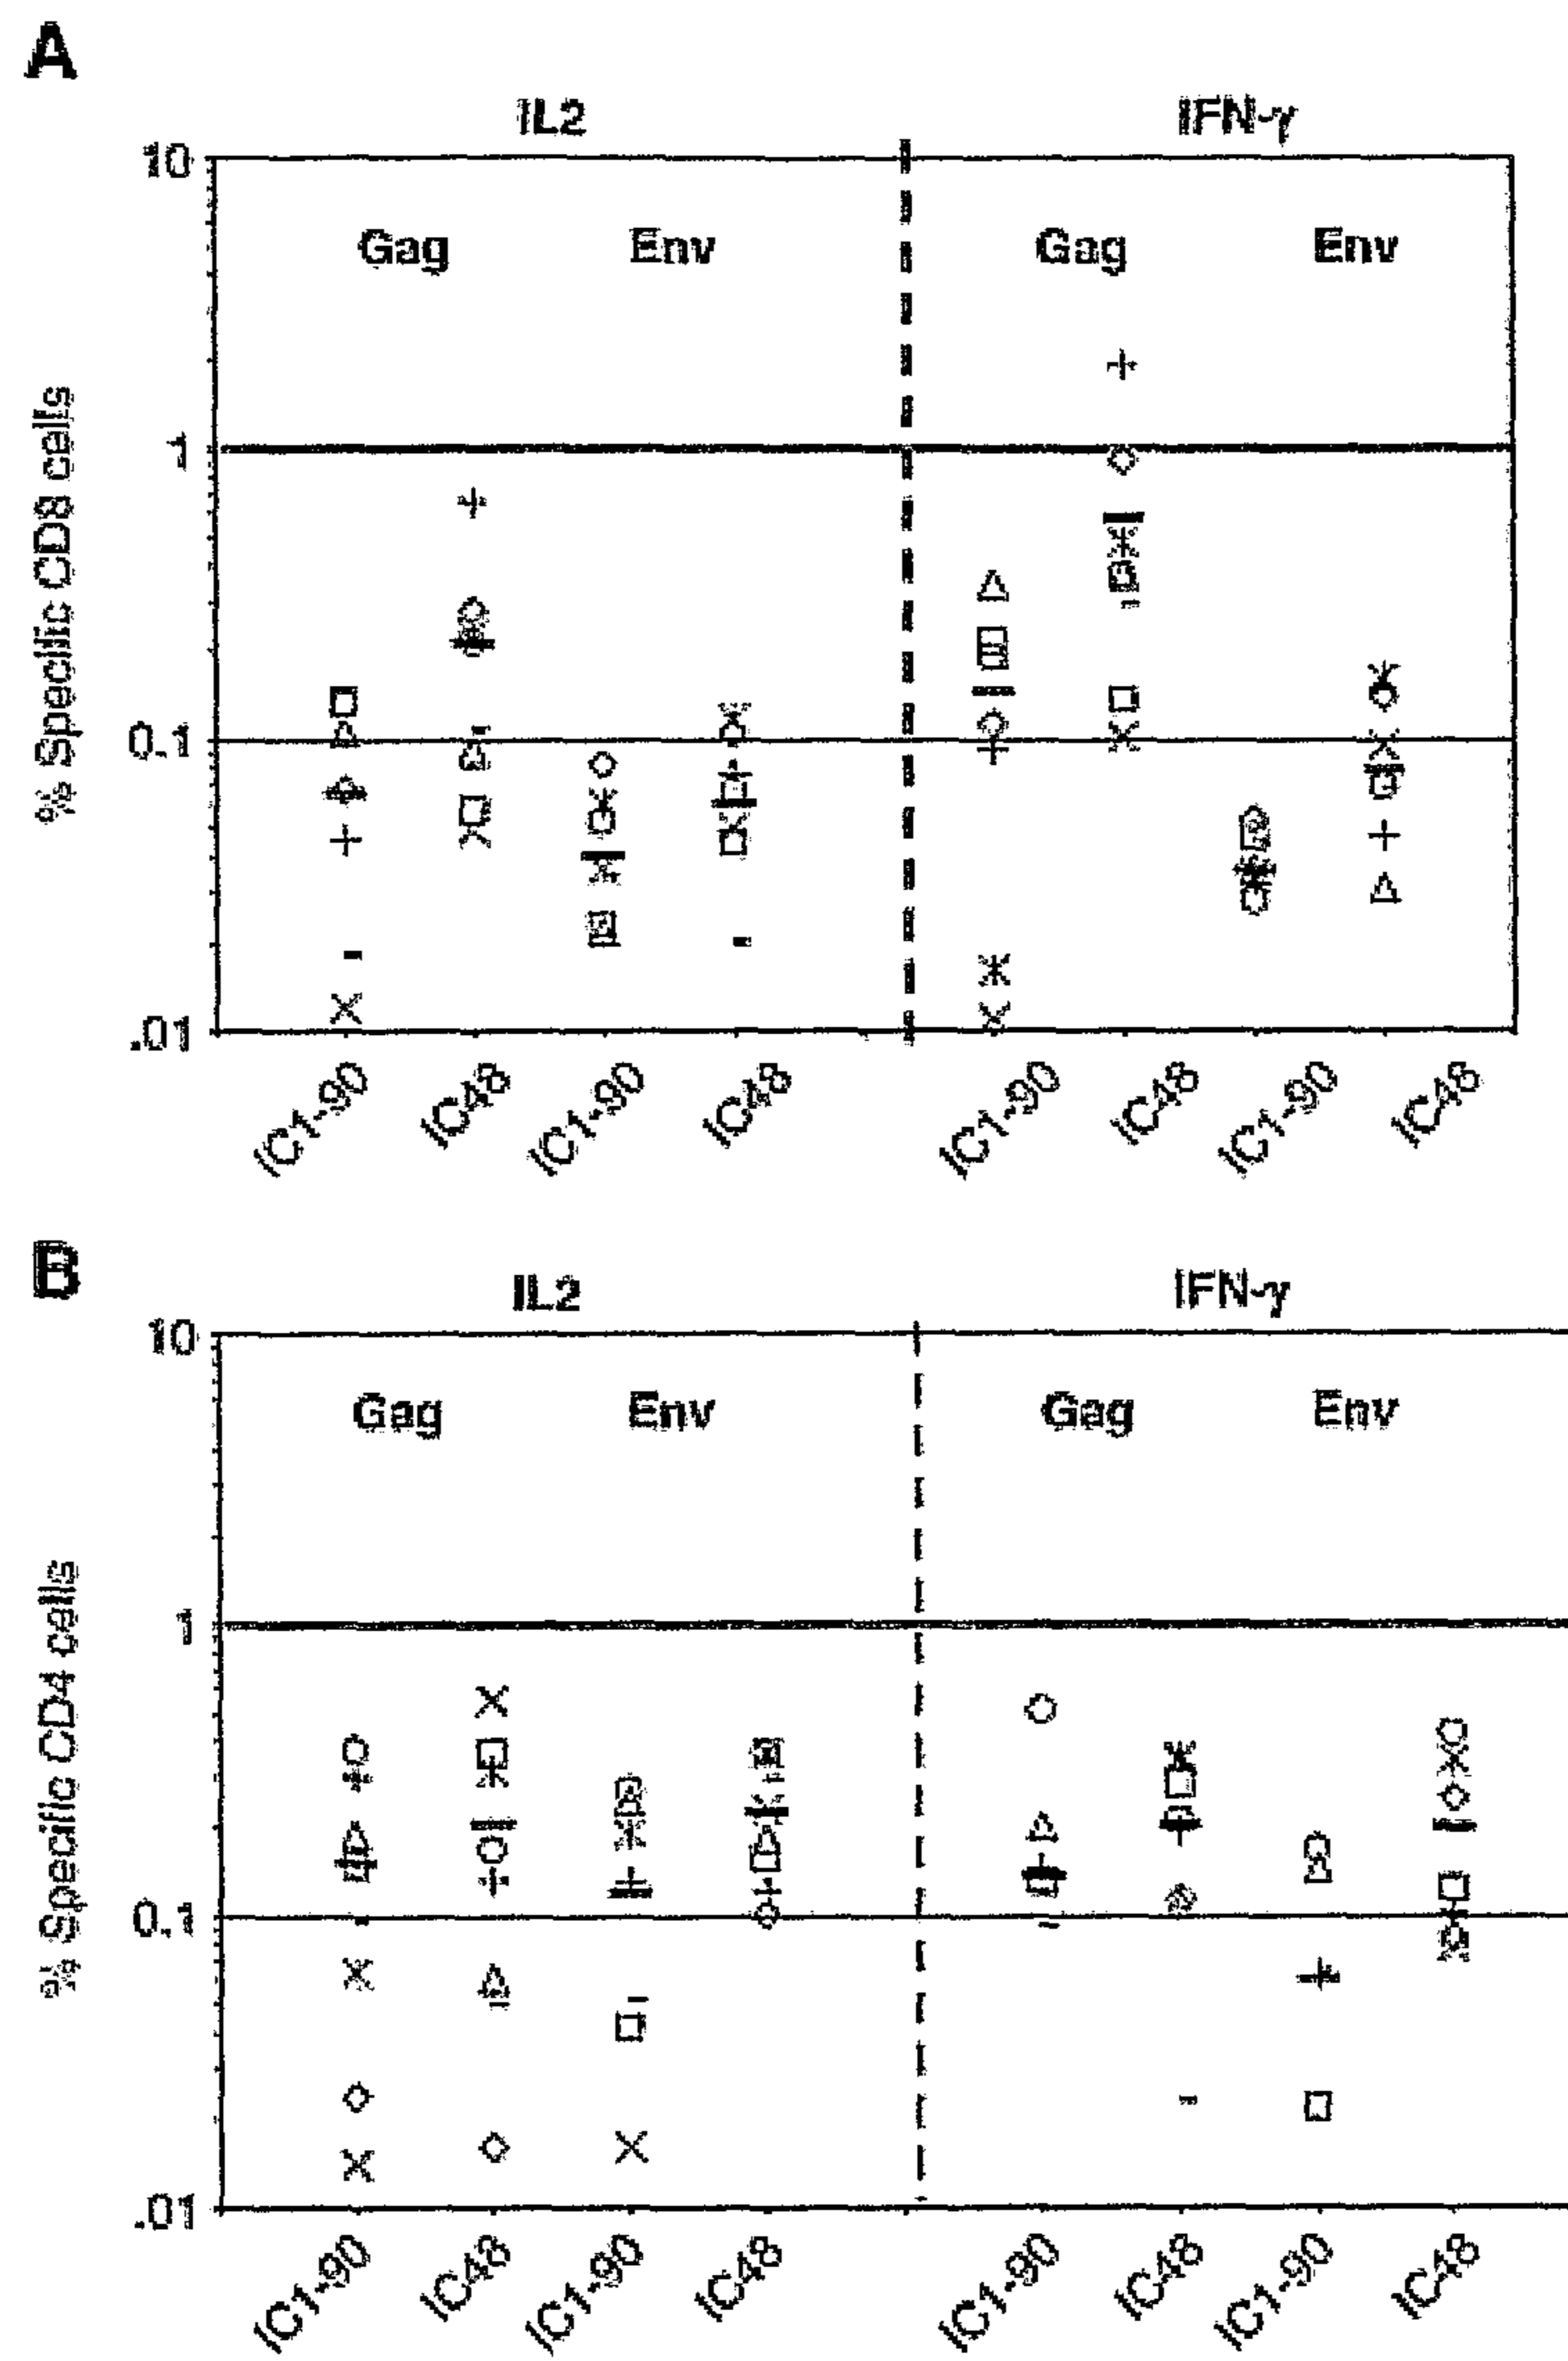 A
IL2 IFN-γ
10
Gag Env Gag Env
1
0.1
.01
% Specific CD8 cells
IC1-90 IC48 IC1-90 IC48 IC1-90 IC48 IC1-90 IC48
B
IL2 IFN-γ
10
Gag Env Gag Env
1
0.1
.01
% Specific CD4 cells
IC1-90 IC48 IC1-90 IC48 IC1-90 IC48 IC1-90 IC48